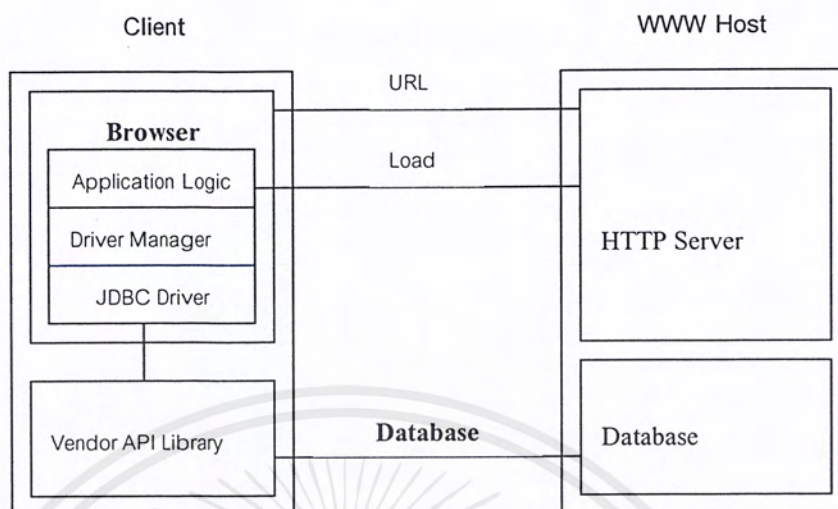 Client
WWW Host
URL
Browser
Load
Application Logic
Driver Manager
HTTP Server
JDBC Driver
Vendor API Library
Database
Database